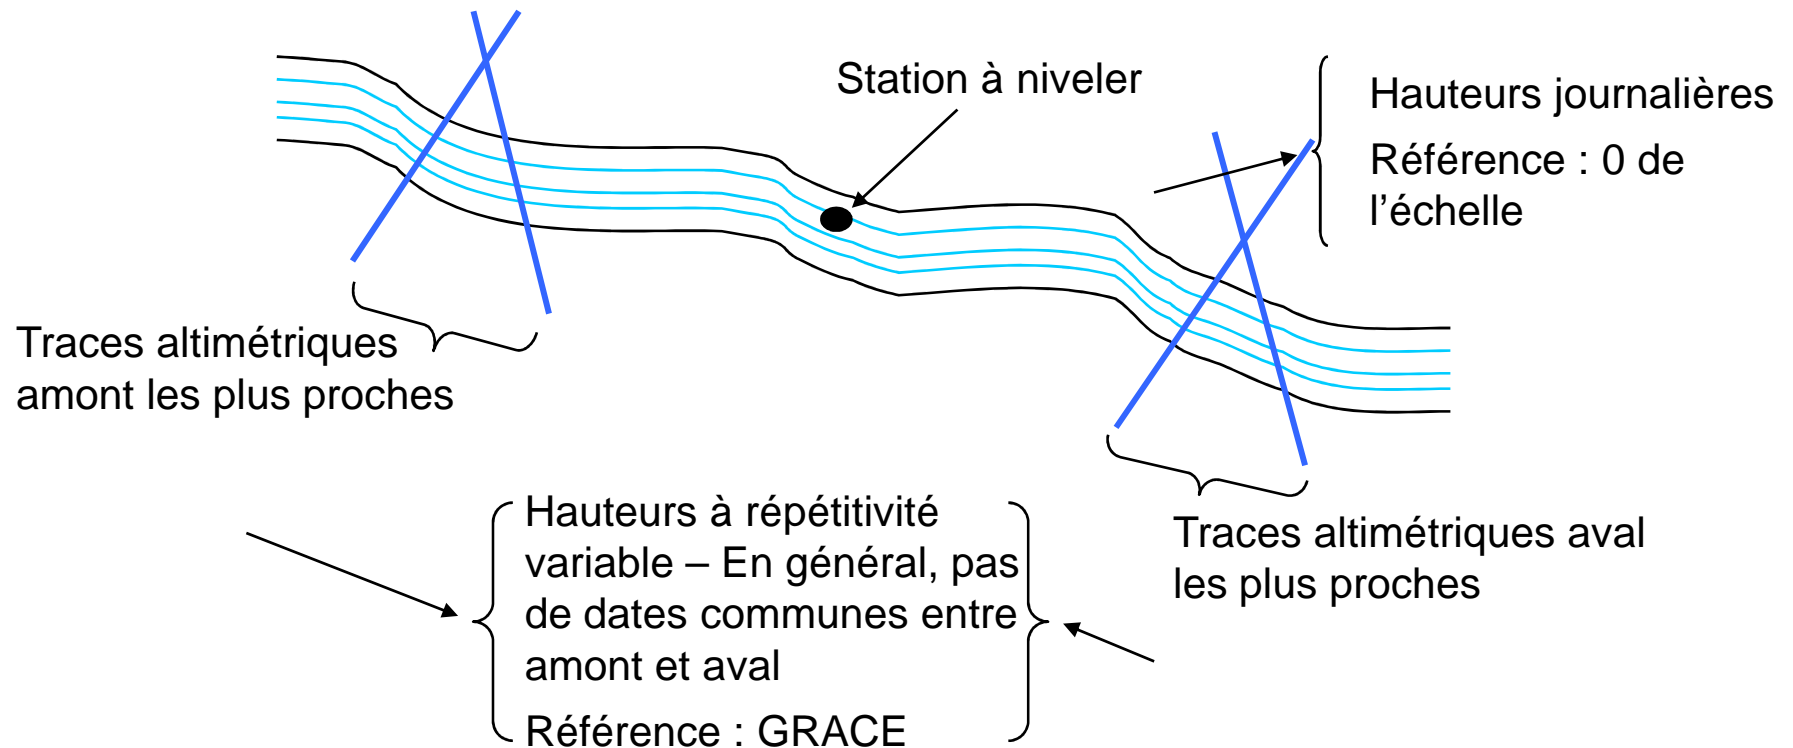 Station à niveler
Hauteurs journalières
Référence : 0 de
l’échelle
Traces altimétriques
amont les plus proches
Hauteurs à répétitivité
variable – En général, pas
de dates communes entre
amont et aval
Référence : GRACE
Traces altimétriques aval
les plus proches